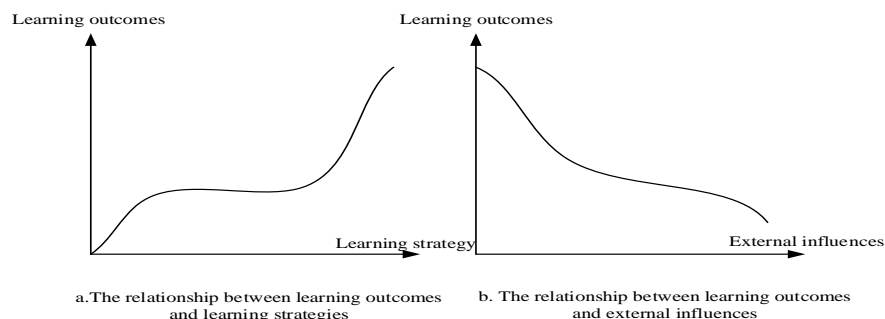 Learning outcomes
Learning strategy
a.The relationship between learning outcomes
and learning strategies
Learning outcomes
External influences
b. The relationship between learning outcomes
and external influences